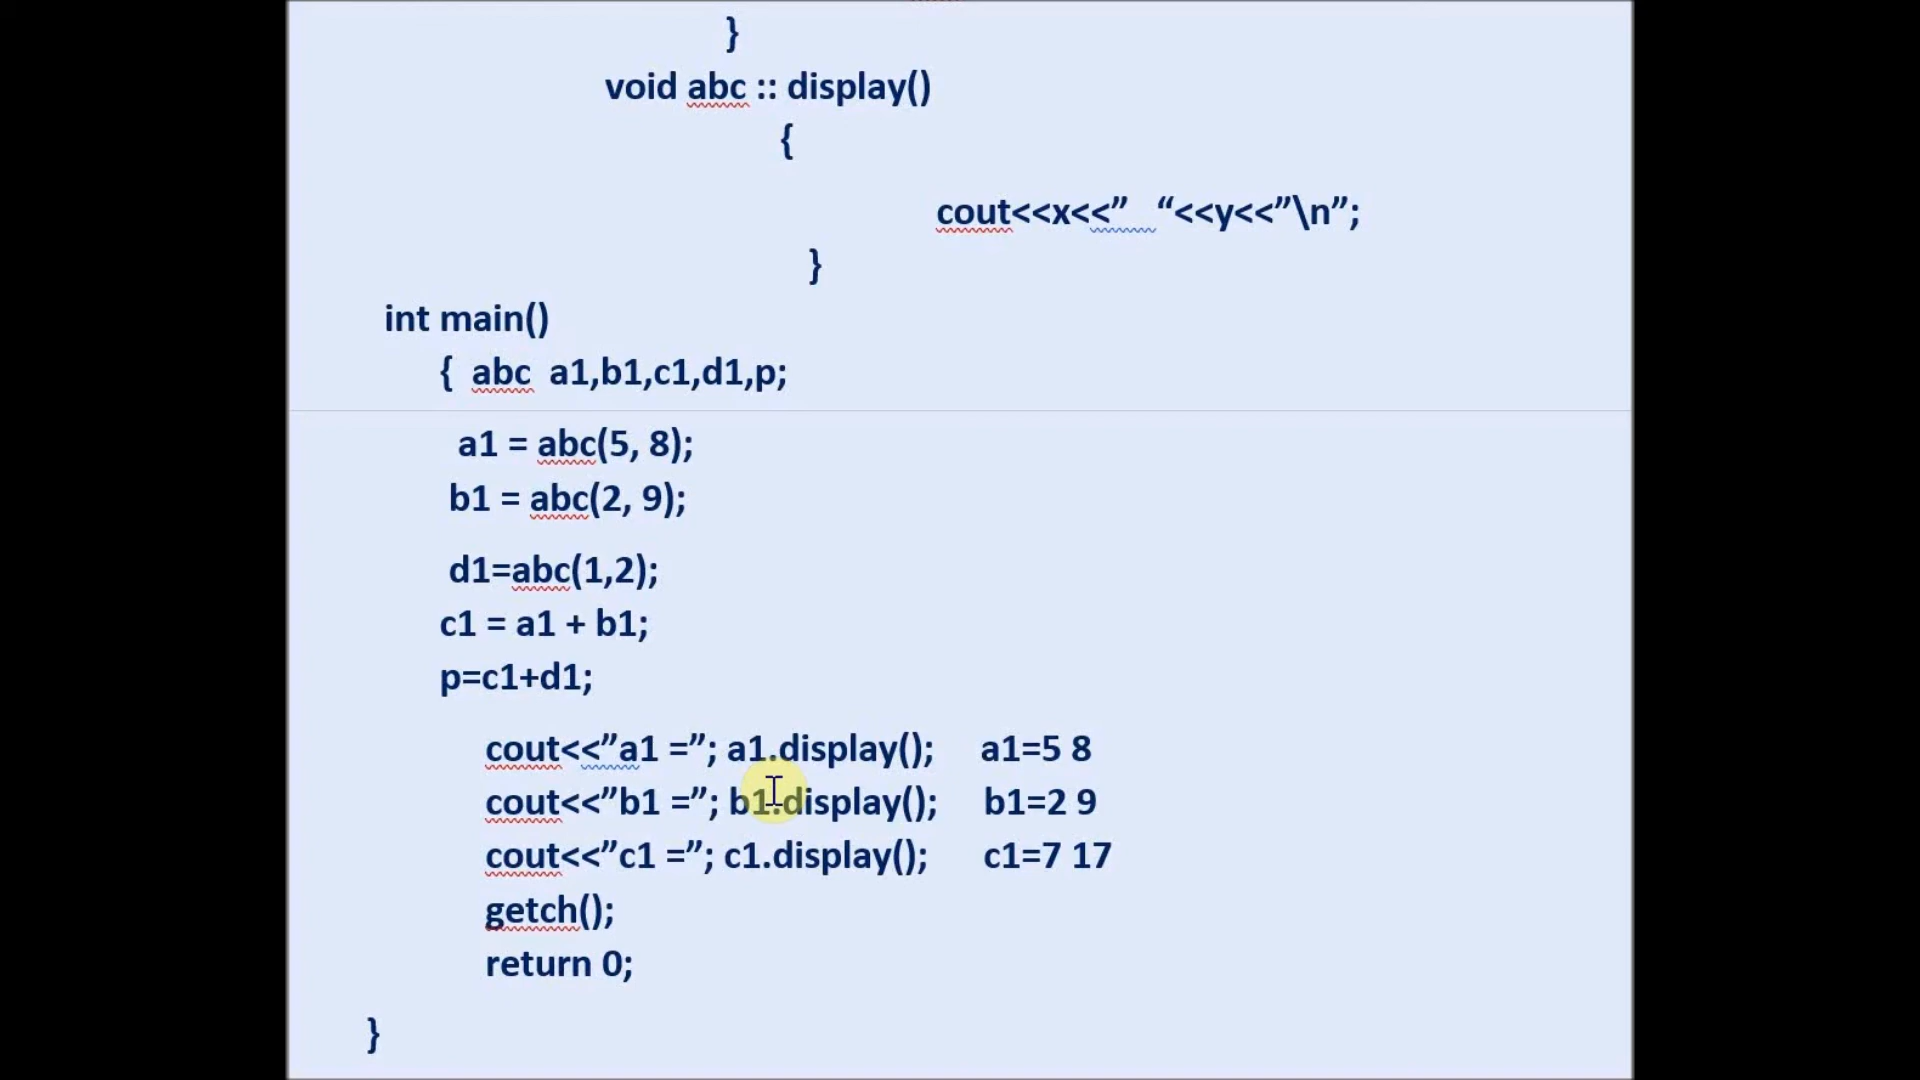 }
void abc :: display()
{
cout<<x<<” “<<y<<”\n”;
}
int main()
{ abc a1,b1,c1,d1,p;
a1 = abc(5, 8);
b1 = abc(2, 9);
d1=abc(1,2);
c1 = a1 + b1;
p=c1+d1;
cout<<”a1 =”; a1.display(); a1=5 8
cout<<”b1 =”; b1.display(); b1=2 9
cout<<”c1 =”; c1.display(); c1=7 17
getch();
return 0;
}